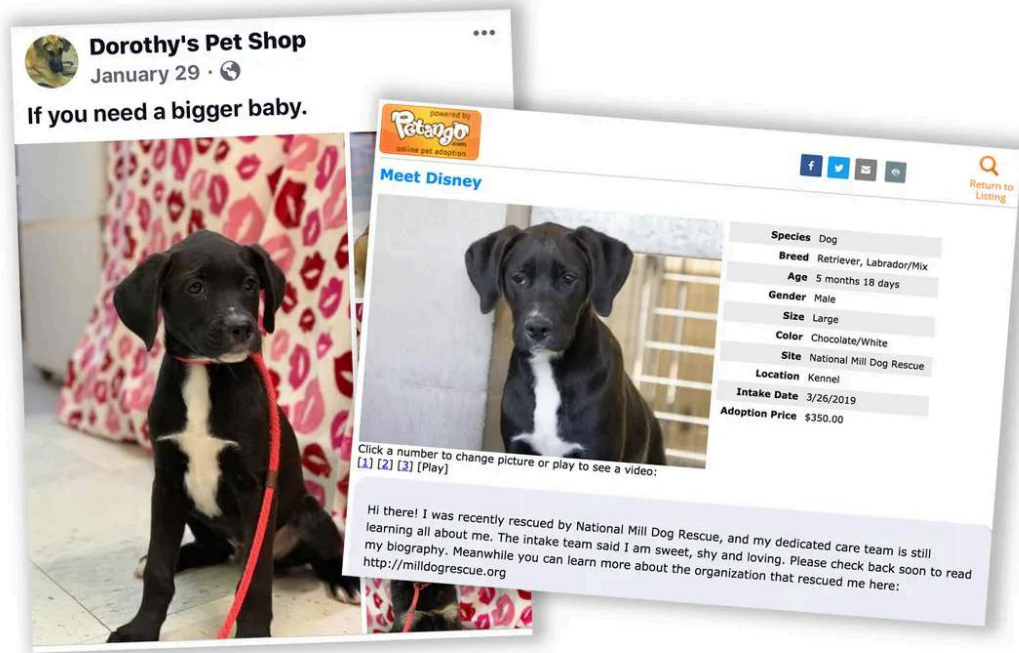 Dorothy's Pet Shop
January 29 ·
If you need a bigger baby.
powered by
Petango
.com
online pet adoption
Return to
Listing
Meet Disney
Species Dog
Breed Retriever, Labrador/Mix
Age 5 months 18 days
Gender Male
Size Large
Color Chocolate/White
Site National Mill Dog Rescue
Location Kennel
Intake Date 3/26/2019
Adoption Price $350.00
Click a number to change picture or play to see a video:
[1] [2] [3] [Play]
Hi there! I was recently rescued by National Mill Dog Rescue, and my dedicated care team is still
learning all about me. The intake team said I am sweet, shy and loving. Please check back soon to read
my biography. Meanwhile you can learn more about the organization that rescued me here:
http://milldogrescue.org